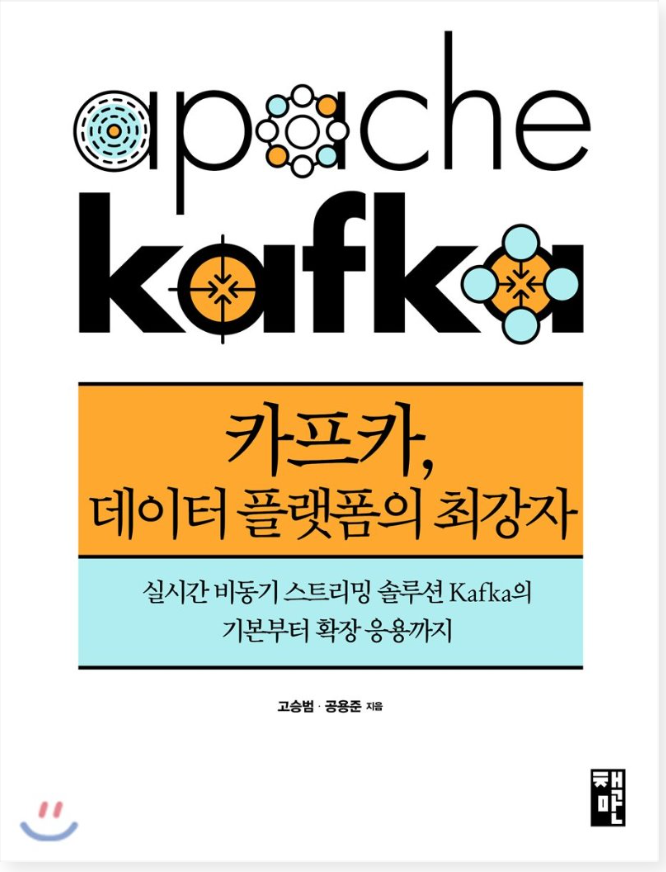 apache
kafka
카프카,
데이터 플랫폼의 최강자
실시간 비동기 스트리밍 솔루션 Kafka의
기본부터 확장 응용까지
고승범 · 공용준 지음
책만